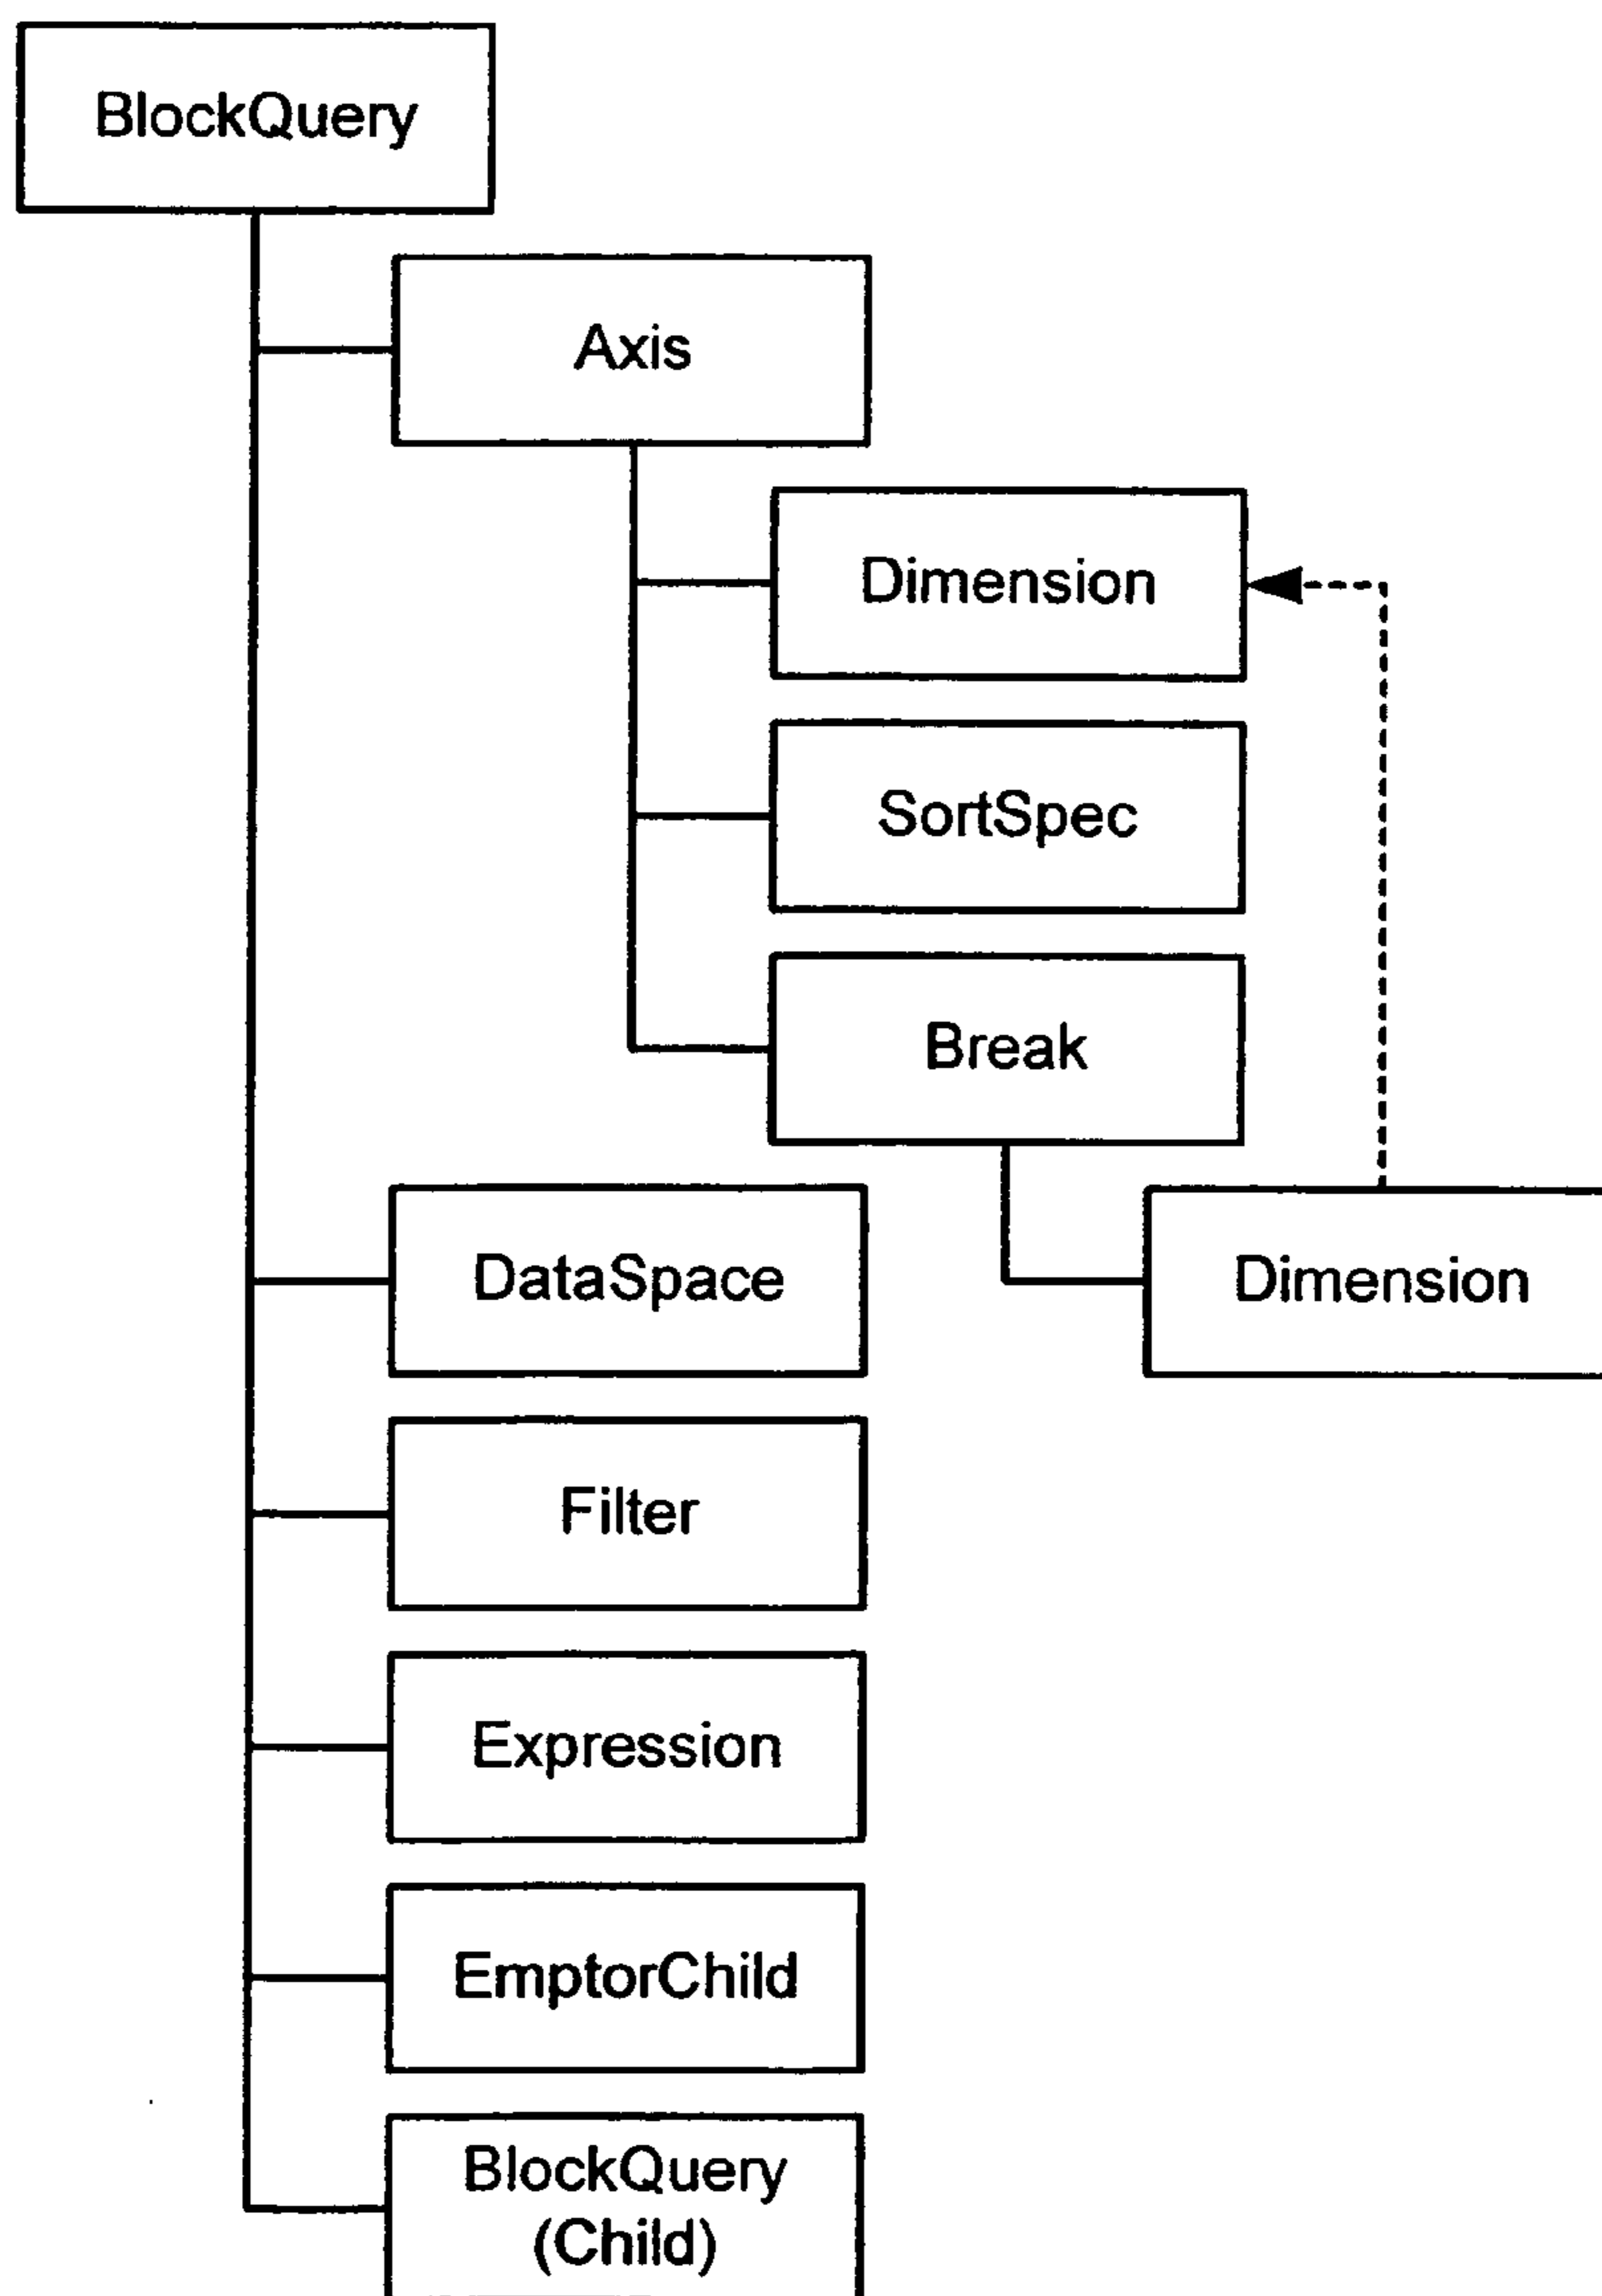 BlockQuery
Axis
Dimension
SortSpec
Break
DataSpace
Dimension
Filter
Expression
EmptorChild
BlockQuery
(Child)